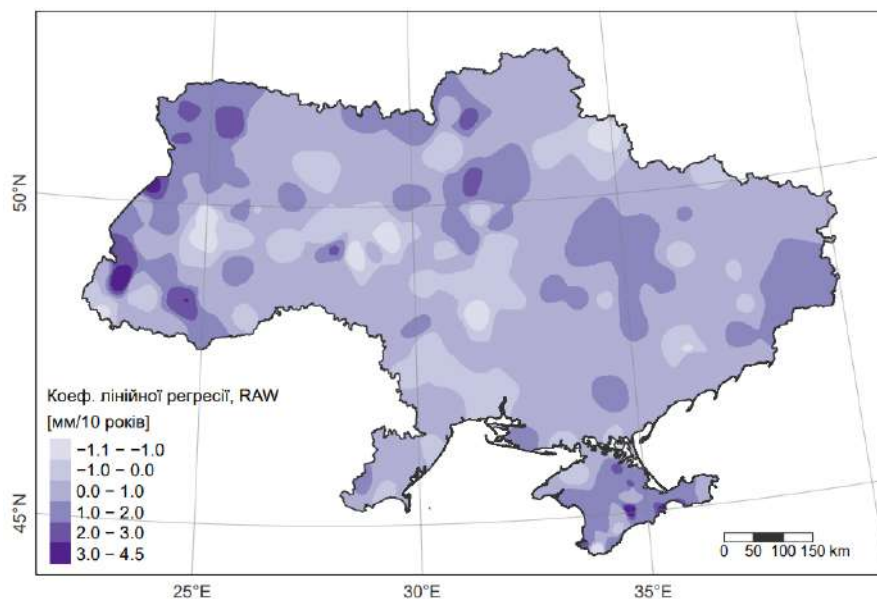 50°N
45°N
Коеф. лінійної регресії, RAW
[мм/10 років]
−1.1 – −1.0
−1.0 – 0.0
0.0 – 1.0
1.0 – 2.0
2.0 – 3.0
3.0 – 4.5
0 50 100 150 km
25°E 30°E 35°E